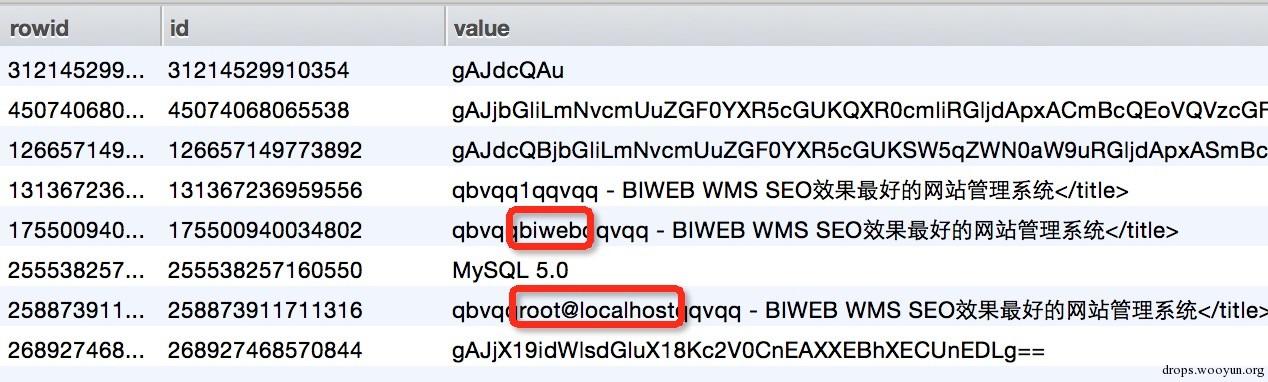 rowid id value
312145299... 31214529910354 gAJdcQAu
450740680... 45074068065538 gAJjbGliLmNvcmUuZGF0YXR5cGUKQXR0cmliRGljdApxACmBcQEoVQVzcGF
126657149... 126657149773892 gAJdcQBjbGliLmNvcmUuZGF0YXR5cGUKSW5qZWN0aW9uRGljdApxASmBc
131367236... 131367236959556 qbvqq1qqvqq - BIWEB WMS SEO效果最好的网站管理系统</title>
175500940... 175500940034802 qbvqqbiwebqqvqq - BIWEB WMS SEO效果最好的网站管理系统</title>
255538257... 255538257160550 MySQL 5.0
258873911... 258873911711316 qbvqqroot@localhostqqvqq - BIWEB WMS SEO效果最好的网站管理系统</title>
268927468... 268927468570844 gAJjX19idWlsdGluX18Kc2V0CnEAXXEBhXECUnEDLg==
drops.wooyun.org